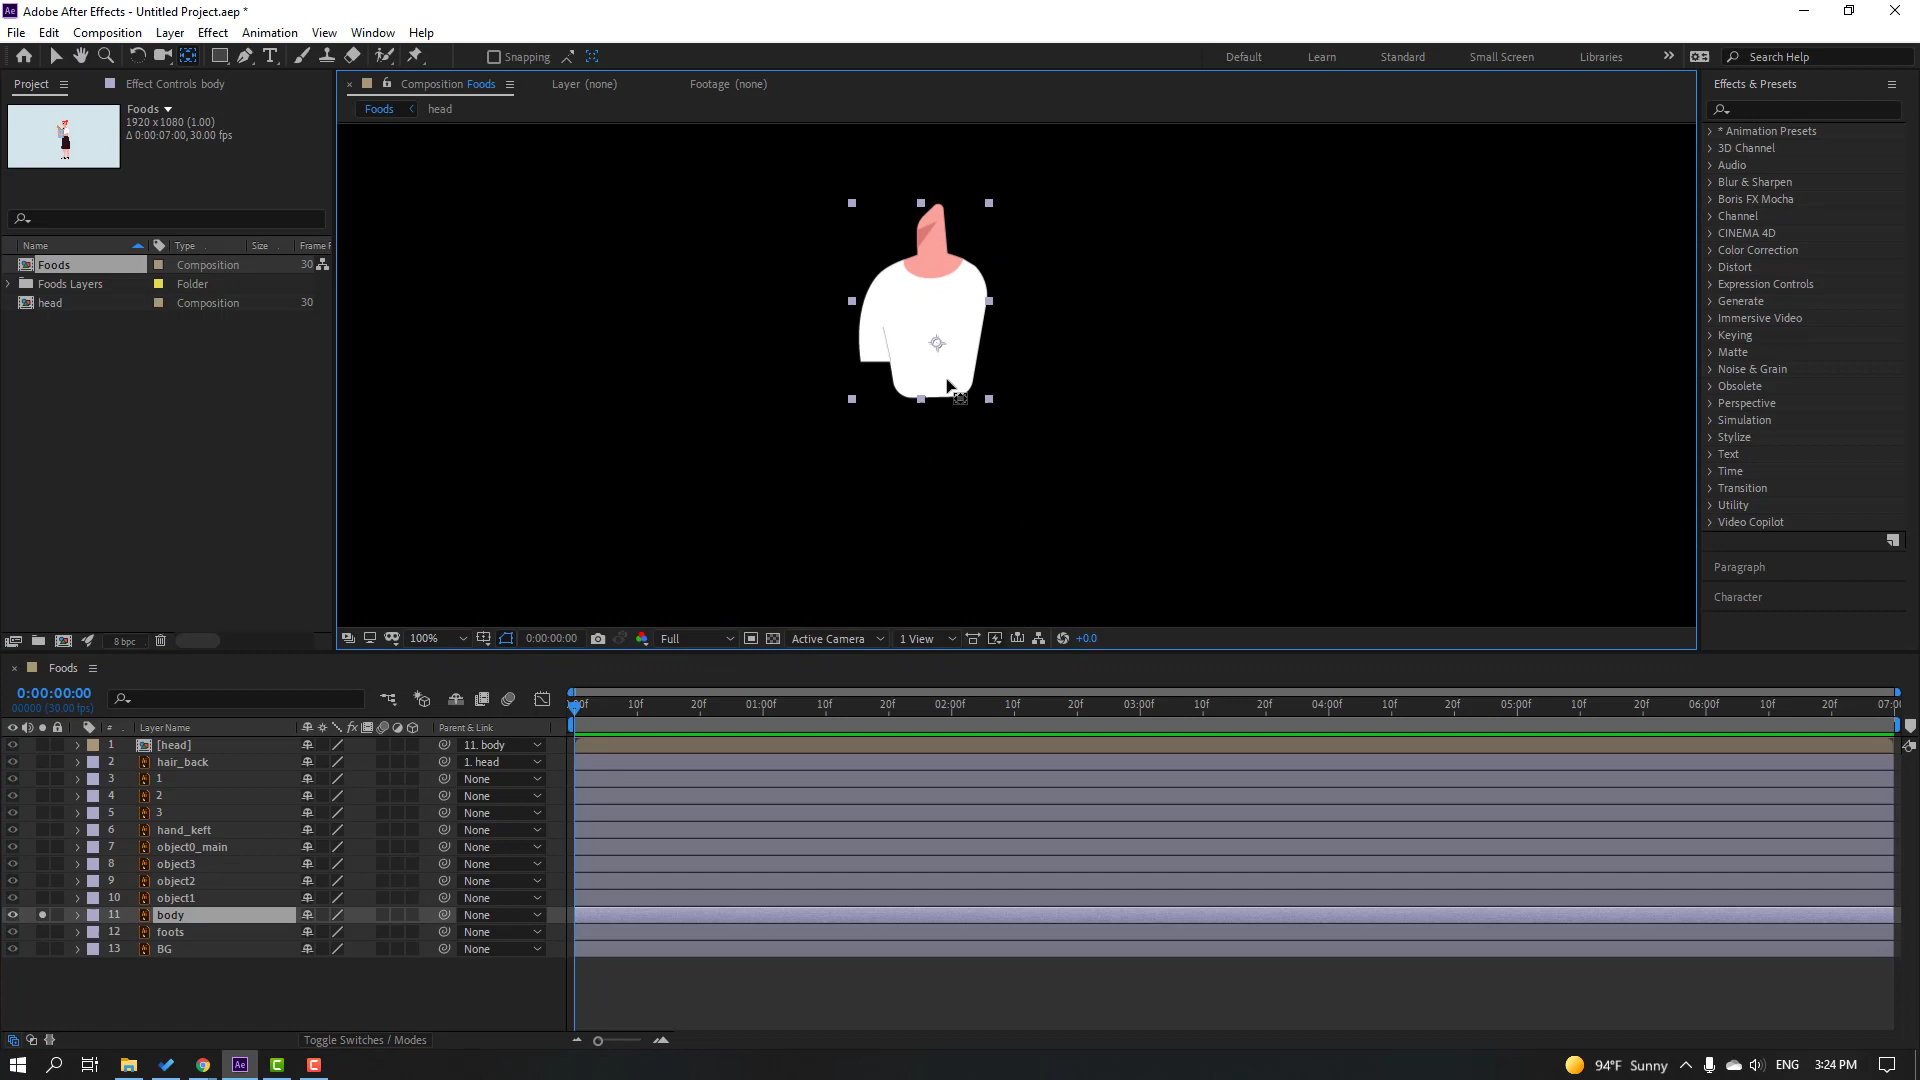 Adobe After Effects - Untitled Project.aep *
File Edit Composition Layer Effect Animation View Window Help
Snapping
Default Learn Standard Small Screen Libraries Search Help
Project Effect Controls body
Composition Foods Layer (none) Footage (none)
Effects & Presets
Foods head
Foods
1920 x 1080 (1.00)
Δ 0:00:07:00, 30.00 fps
Name Type Size Frame F
Foods Composition 30
Foods Layers Folder
head Composition 30
* Animation Presets
3D Channel
Audio
Blur & Sharpen
Boris FX Mocha
Channel
CINEMA 4D
Color Correction
Distort
Expression Controls
Generate
Immersive Video
Keying
Matte
Noise & Grain
Obsolete
Perspective
Simulation
Stylize
Text
Time
Transition
Utility
Video Copilot
Paragraph
Character
8 bpc
100% 0:00:00:00 Full Active Camera 1 View +0.0
Foods
0:00:00:00
00000 (30.00 fps)
:00f 10f 20f 01:00f 10f 20f 02:00f 10f 20f 03:00f 10f 20f 04:00f 10f 20f 05:00f 10f 20f 06:00f 10f 20f 07:00
# Layer Name fx Parent & Link
1 [head] 11. body
2 hair_back 1. head
3 1 None
4 2 None
5 3 None
6 hand_keft None
7 object0_main None
8 object3 None
9 object2 None
10 object1 None
11 body None
12 foots None
13 BG None
Toggle Switches / Modes
94°F Sunny ENG 3:24 PM